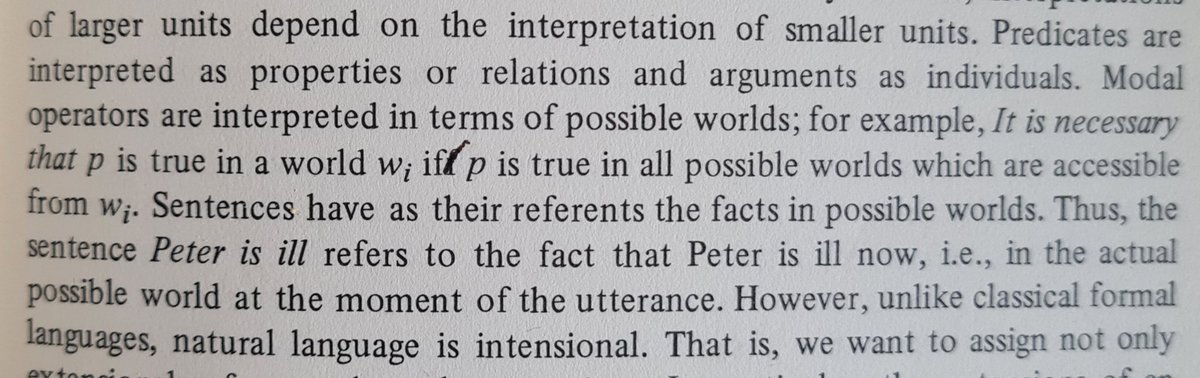 of larger units depend on the interpretation of smaller units. Predicates are
interpreted as properties or relations and arguments as individuals. Modal
operators are interpreted in terms of possible worlds; for example, It is necessary
that p is true in a world wi iff p is true in all possible worlds which are accessible
from wi. Sentences have as their referents the facts in possible worlds. Thus, the
sentence Peter is ill refers to the fact that Peter is ill now, i.e., in the actual
possible world at the moment of the utterance. However, unlike classical formal
languages, natural language is intensional. That is, we want to assign not only